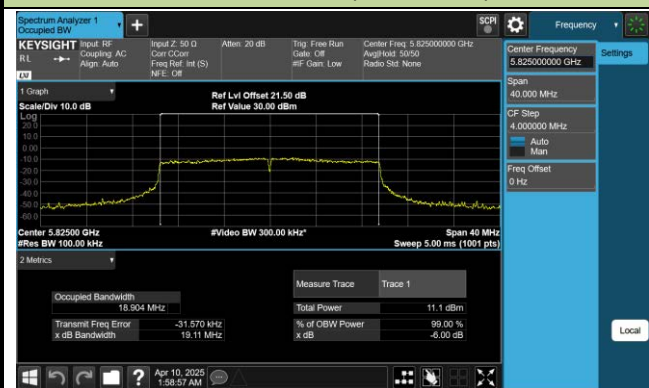 Spectrum Analyzer 1
Occupied BW
SCPI
Frequency
KEYSIGHT
RL
LXI
Input: RF
Coupling: AC
Align: Auto
Input Z: 50 Ω
Corr CCorr
Freq Ref: Int (S)
NFE: Off
Atten: 20 dB
Trig: Free Run
Gate: Off
#IF Gain: Low
Center Freq: 5.825000000 GHz
Avg|Hold: 50/50
Radio Std: None
Center Frequency
5.825000000 GHz
Settings
Span
40.000 MHz
CF Step
4.000000 MHz
Auto
Man
Freq Offset
0 Hz
1 Graph
Scale/Div 10.0 dB
Ref Lvl Offset 21.50 dB
Ref Value 30.00 dBm
Log
20.0
10.0
0.00
-10.0
-20.0
-30.0
-40.0
-50.0
-60.0
Center 5.82500 GHz
#Res BW 100.00 kHz
#Video BW 300.00 kHz*
Span 40 MHz
Sweep 5.00 ms (1001 pts)
2 Metrics
Measure Trace Trace 1
Occupied Bandwidth
18.904 MHz
Total Power 11.1 dBm
Transmit Freq Error -31.570 kHz
% of OBW Power 99.00 %
x dB Bandwidth 19.11 MHz
x dB -6.00 dB
Local
?
Apr 10, 2025
1:58:57 AM